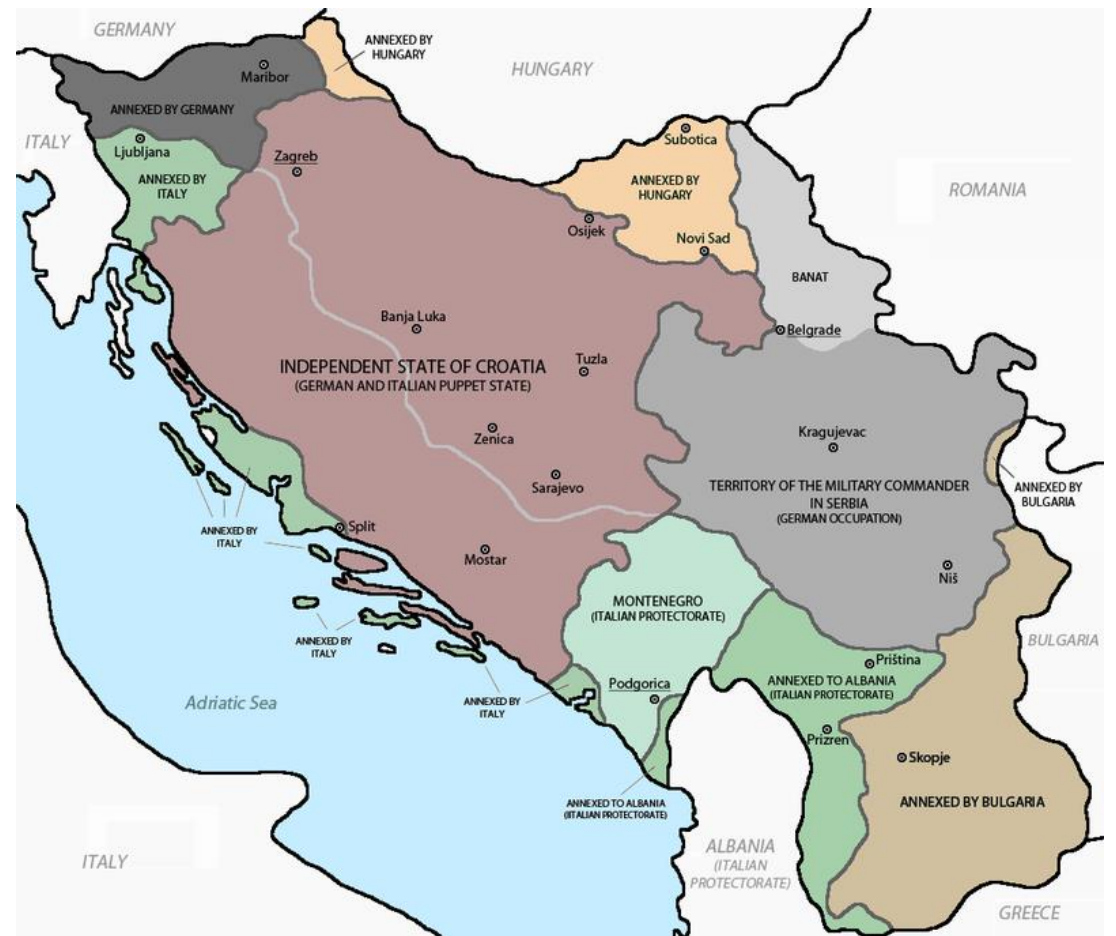 GERMANY
ANNEXED BY
HUNGARY
HUNGARY
Maribor
ANNEXED BY GERMANY
ITALY
Ljubljana
ANNEXED BY
ITALY
Zagreb
Subotica
ANNEXED BY
HUNGARY
ROMANIA
Osijek
Novi Sad
BANAT
Banja Luka
Belgrade
INDEPENDENT STATE OF CROATIA
(GERMAN AND ITALIAN PUPPET STATE)
Tuzla
Zenica
Kragujevac
Sarajevo
TERRITORY OF THE MILITARY COMMANDER
IN SERBIA
(GERMAN OCCUPATION)
ANNEXED BY
BULGARIA
ANNEXED BY
ITALY
Split
Mostar
Niš
MONTENEGRO
(ITALIAN PROTECTORATE)
ANNEXED BY
ITALY
BULGARIA
Priština
ANNEXED TO ALBANIA
(ITALIAN PROTECTORATE)
Podgorica
ANNEXED BY
ITALY
Adriatic Sea
Prizren
Skopje
ANNEXED TO ALBANIA
(IITALIAN PROTECTORATE)
ANNEXED BY BULGARIA
ITALY
ALBANIA
(ITALIAN
PROTECTORATE)
GREECE